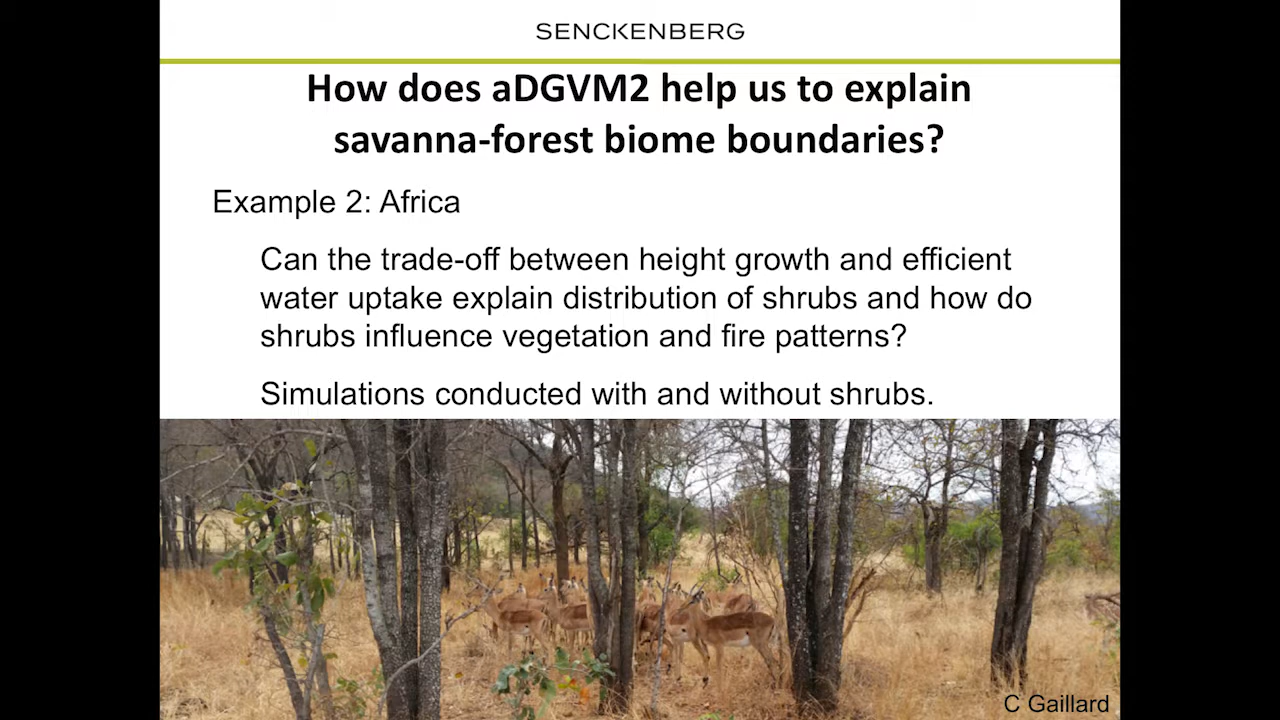 SENCKENBERG
How does aDGVM2 help us to explain
savanna-forest biome boundaries?
Example 2: Africa
Can the trade-off between height growth and efficient
water uptake explain distribution of shrubs and how do
shrubs influence vegetation and fire patterns?
Simulations conducted with and without shrubs.
C Gaillard